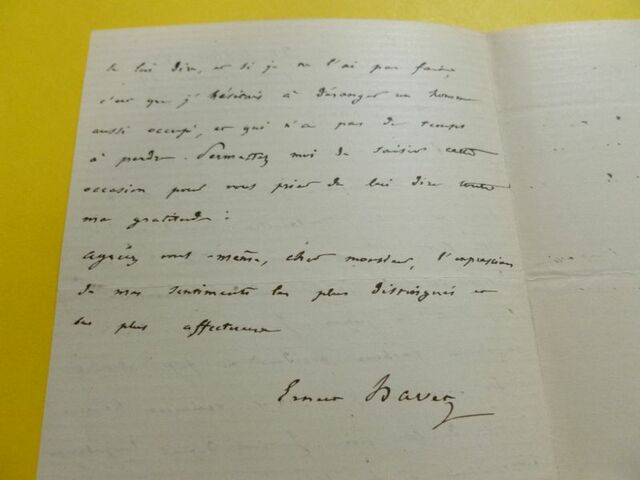 le lui dire, et si je ne l'ai pas fait,
c'est que j'hésitais à déranger un homme
aussi occupé, et qui n'a pas de temps
à perdre. Permettez moi de saisir cette
occasion pour vous prier de lui dire toute
ma gratitude.
Agréez vous-même, cher monsieur, l'expression
de mes sentiments les plus distingués et
les plus affectueux
Ernest Havet